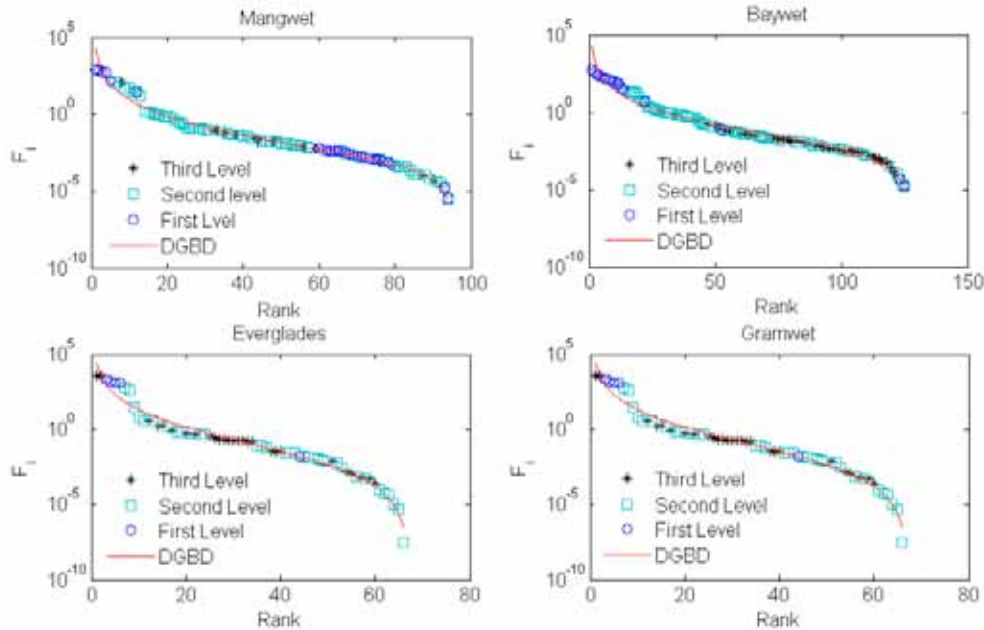 Mangwet
10^5
10^0
10^-5
10^-10
F_i
Third Level
Second level
First Lvel
DGBD
0 20 40 60 80 100
Rank
Baywet
10^5
10^0
10^-5
10^-10
F_i
Third Level
Second Level
First Level
DGBD
0 50 100 150
Rank
Everglades
10^5
10^0
10^-5
10^-10
F_i
Third Level
Second Level
First Level
DGBD
0 20 40 60 80
Rank
Gramwet
10^5
10^0
10^-5
10^-10
F_i
Third Level
Second Level
First Level
DGBD
0 20 40 60 80
Rank